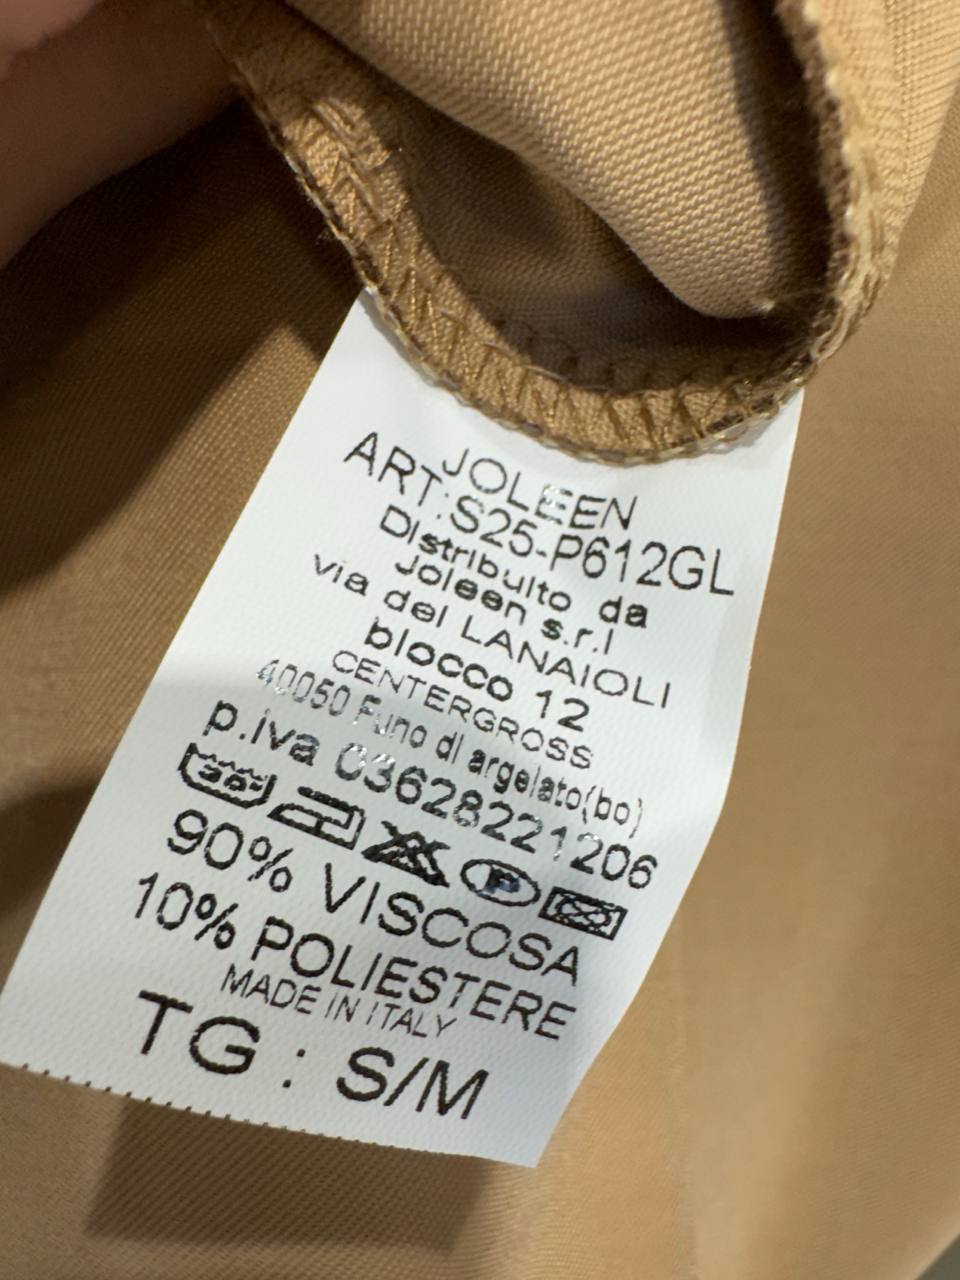 JOLEEN
ART:S25-P612GL
Distribuito da
Joleen s.r.l
via del LANAIOLI
blocco 12
CENTERGROSS
40050 Funo di argelato(bo)
p.iva 03628221206
90% VISCOSA
10% POLIESTERE
MADE IN ITALY
TG : S/M